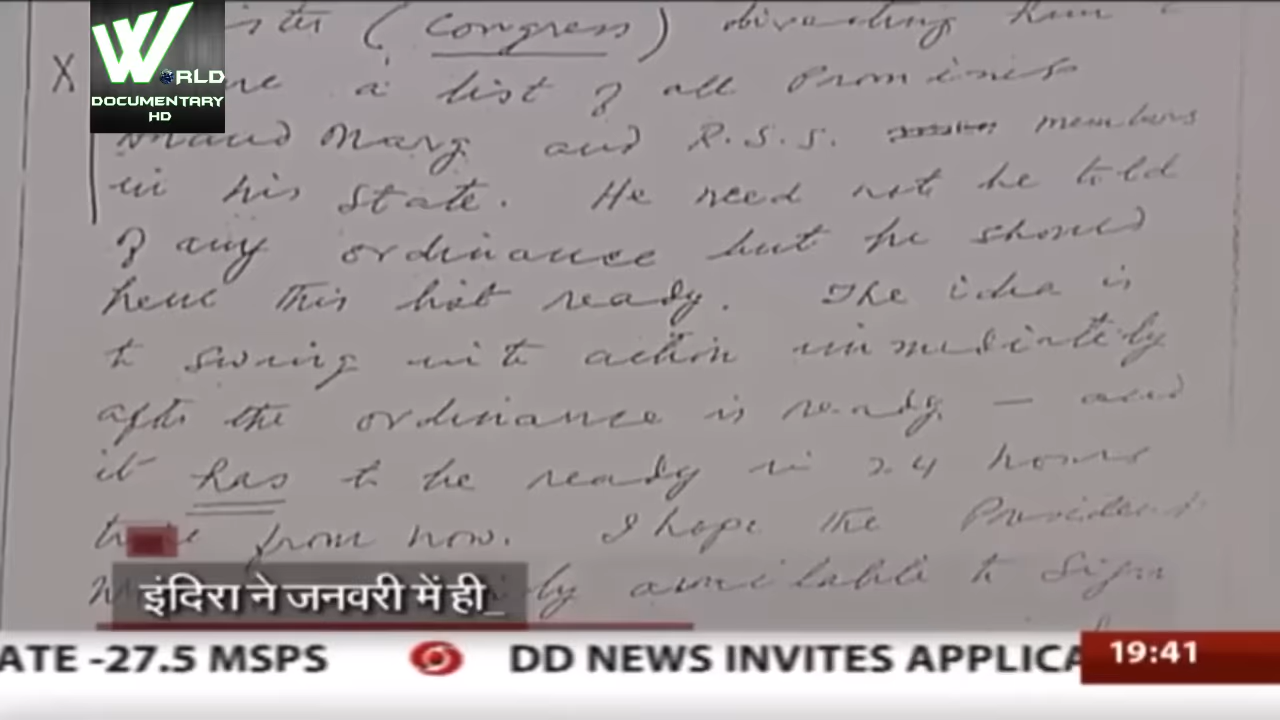 WORLD
DOCUMENTARY
HD
(Congress) directing him
X
a list of all Prominent
Anand Marg and R.S.S. members
in his State. He need not be told
of any ordinance but he should
have this list ready. The idea is
to swing into action immediately
after the ordinance is ready — and
it has to be ready in 24 hours
from now. I hope the President
available to sign
इंदिरा ने जनवरी में ही_
ATE -27.5 MSPS
DD NEWS INVITES APPLICA
19:41